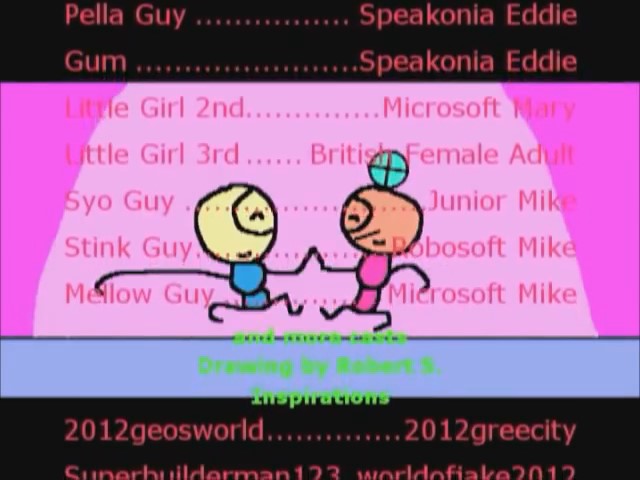 Pella Guy ................ Speakonia Eddie
Gum .......................Speakonia Eddie
Little Girl 2nd..............Microsoft Mary
Little Girl 3rd ...... British Female Adult
Syo Guy .........................Junior Mike
Stink Guy..................... Robosoft Mike
Mellow Guy.................. Microsoft Mike
and more casts
Drawing by Robert S.
Inspirations
2012geosworld..............2012greecity
Superbuilderman123 worldofjake2012